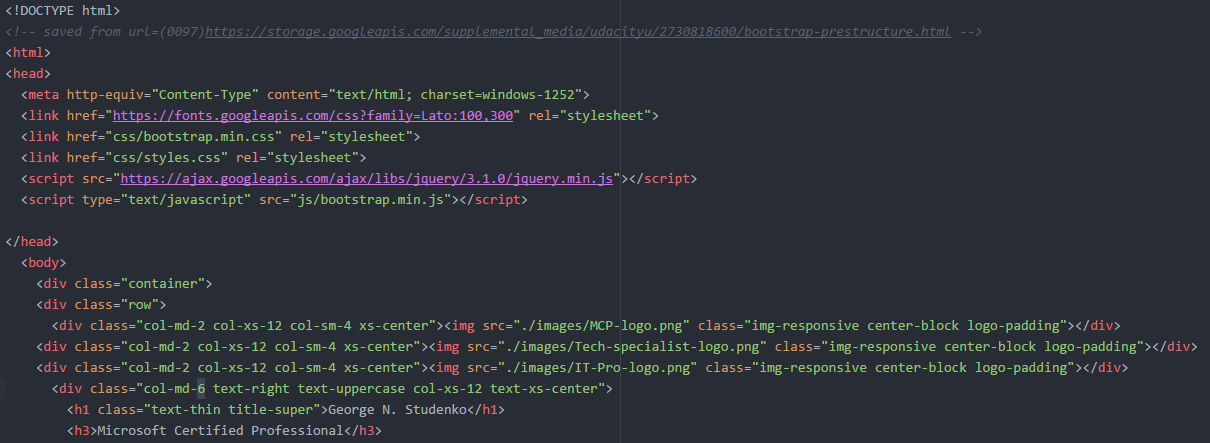 <!DOCTYPE html>
<!-- saved from url=(0097)https://storage.googleapis.com/supplemental_media/udacityu/2730818600/bootstrap-prestructure.html -->
<html>
<head>
  <meta http-equiv="Content-Type" content="text/html; charset=windows-1252">
  <link href="https://fonts.googleapis.com/css?family=Lato:100,300" rel="stylesheet">
  <link href="css/bootstrap.min.css" rel="stylesheet">
  <link href="css/styles.css" rel="stylesheet">
  <script src="https://ajax.googleapis.com/ajax/libs/jquery/3.1.0/jquery.min.js"></script>
  <script type="text/javascript" src="js/bootstrap.min.js"></script>

</head>
  <body>
    <div class="container">
    <div class="row">
      <div class="col-md-2 col-xs-12 col-sm-4 xs-center"><img src="./images/MCP-logo.png" class="img-responsive center-block logo-padding"></div>
    <div class="col-md-2 col-xs-12 col-sm-4 xs-center"><img src="./images/Tech-specialist-logo.png" class="img-responsive center-block logo-padding"></div>
    <div class="col-md-2 col-xs-12 col-sm-4 xs-center"><img src="./images/IT-Pro-logo.png" class="img-responsive center-block logo-padding"></div>
      <div class="col-md-6 text-right text-uppercase col-xs-12 text-xs-center">
        <h1 class="text-thin title-super">George N. Studenko</h1>
        <h3>Microsoft Certified Professional</h3>